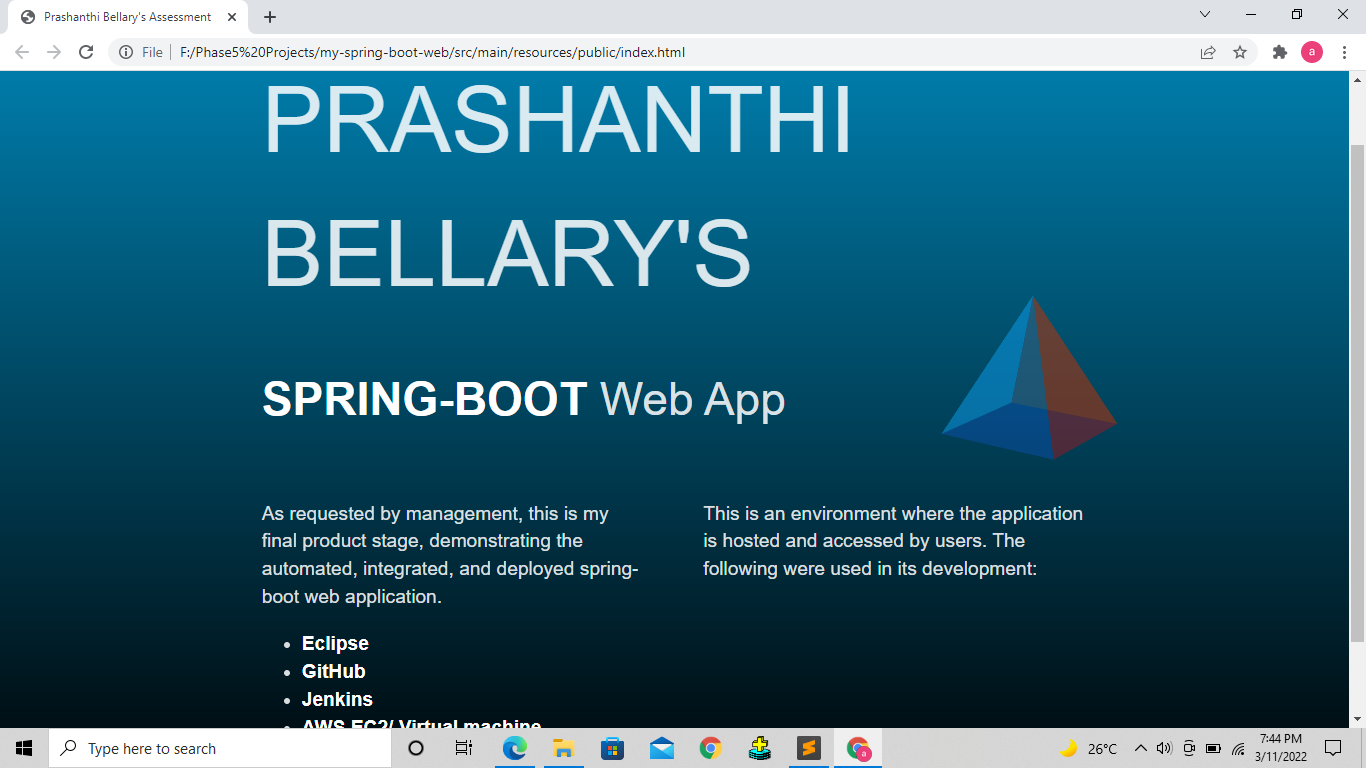 Prashanthi Bellary's Assessment
File
F:/Phase5%20Projects/my-spring-boot-web/src/main/resources/public/index.html
a
PRASHANTHI
BELLARY'S
SPRING-BOOT Web App
As requested by management, this is my
final product stage, demonstrating the
automated, integrated, and deployed spring-
boot web application.
This is an environment where the application
is hosted and accessed by users. The
following were used in its development:
• Eclipse
• GitHub
• Jenkins
• AWS EC2/ Virtual machine
Type here to search
a
26°C
7:44 PM
3/11/2022